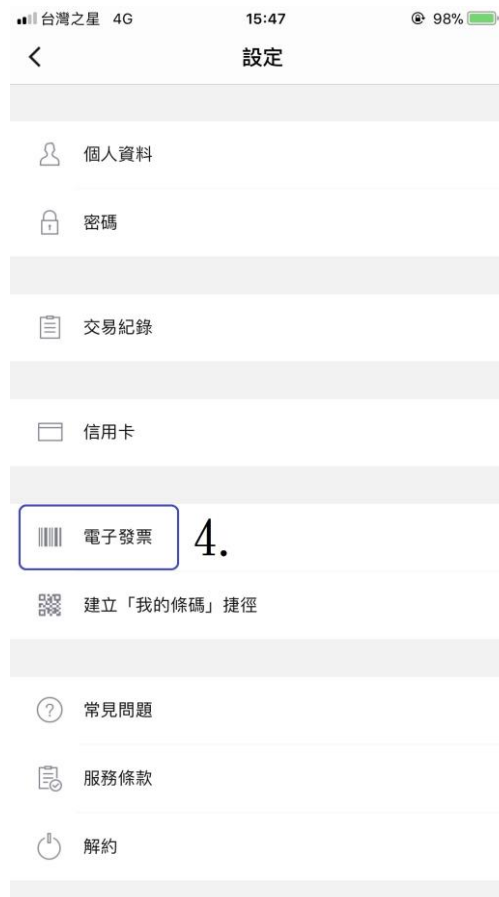 台灣之星 4G 15:47 98%
設定
個人資料
密碼
交易紀錄
信用卡
電子發票 4.
建立「我的條碼」捷徑
常見問題
服務條款
解約